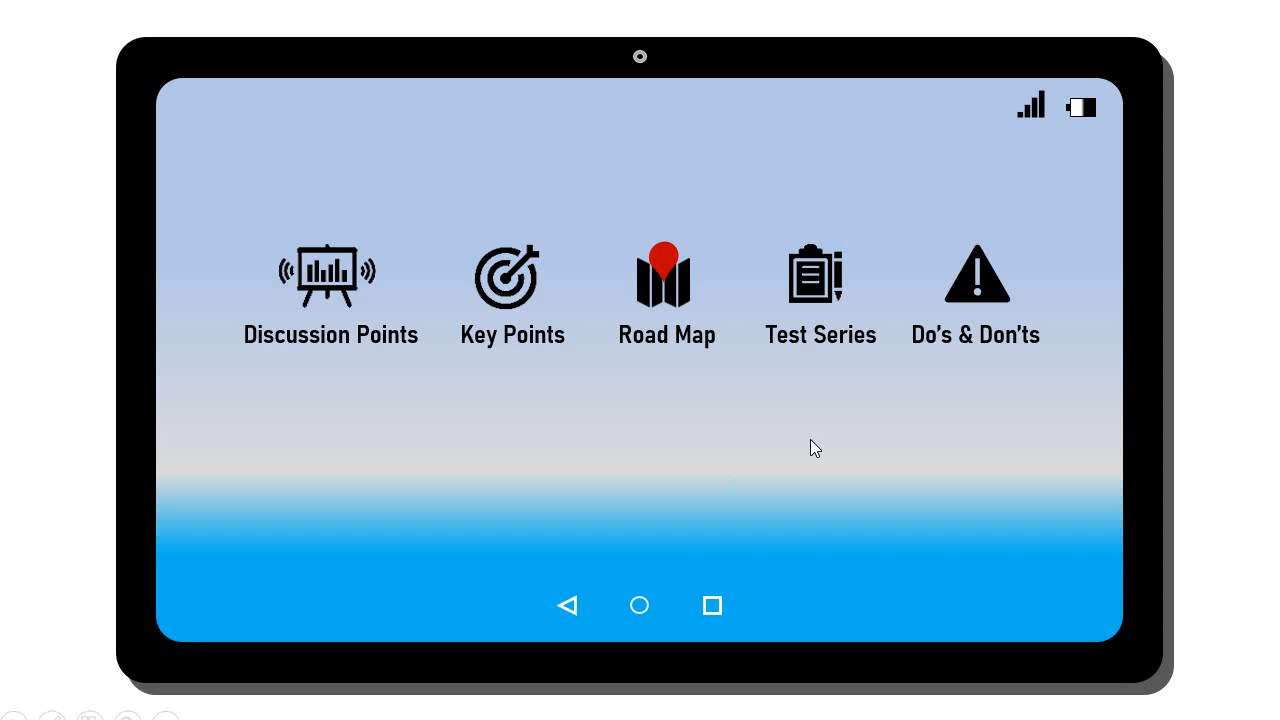 Discussion Points
Key Points
Road Map
Test Series
Do’s & Don’ts